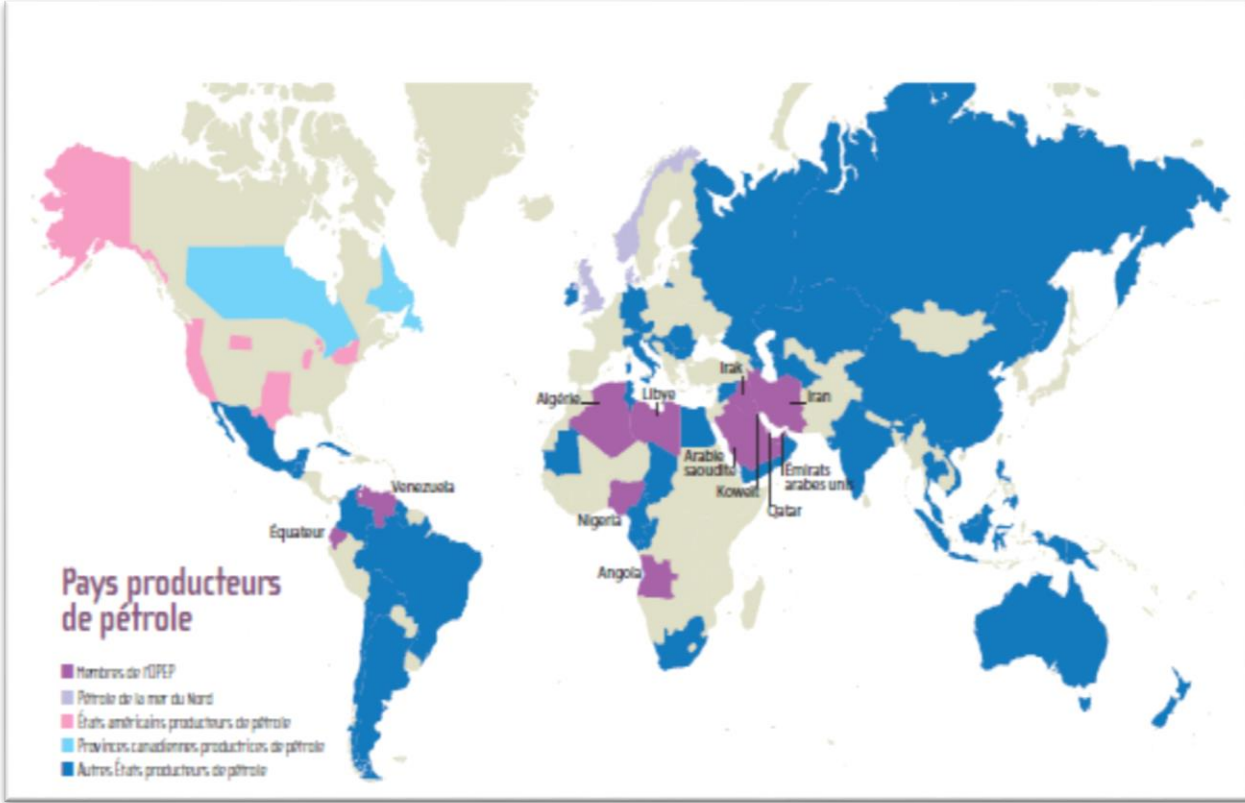 Irak
Algérie
Libye
Iran
Arabie
saoudite
Émirats
arabes unis
Koweït
Qatar
Venezuela
Équateur
Nigeria
Angola
Pays producteurs
de pétrole
Membres de l'OPEP
Pétrole de la mer du Nord
États américains producteurs de pétrole
Provinces canadiennes productrices de pétrole
Autres États producteurs de pétrole